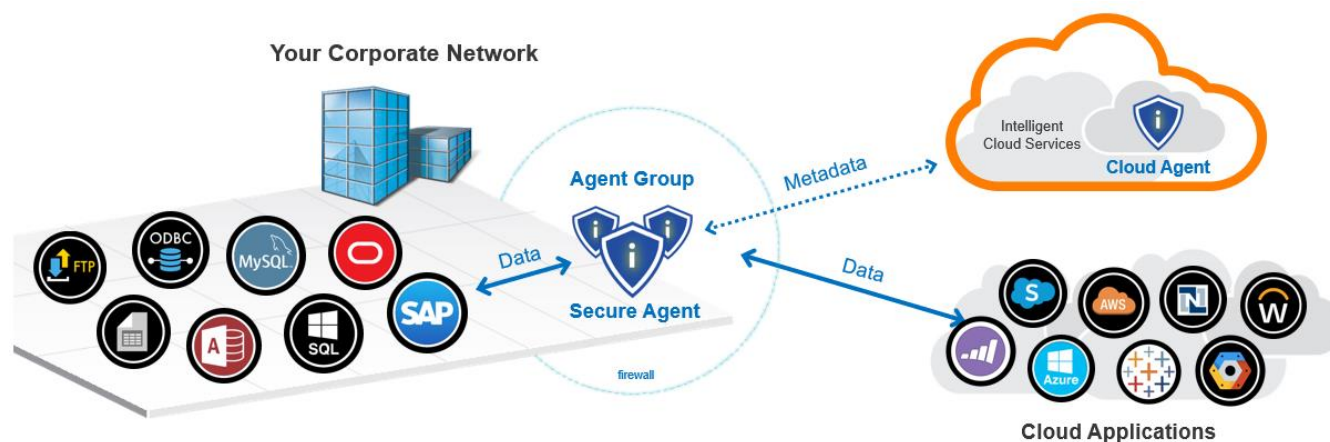 Your Corporate Network
Intelligent
Cloud Services
Cloud Agent
Metadata
Agent Group
i
i
i
i
Data
Secure Agent
firewall
Data
FTP
ODBC
MySQL
SAP
A
SQL
S
AWS
N
W
Azure
Cloud Applications